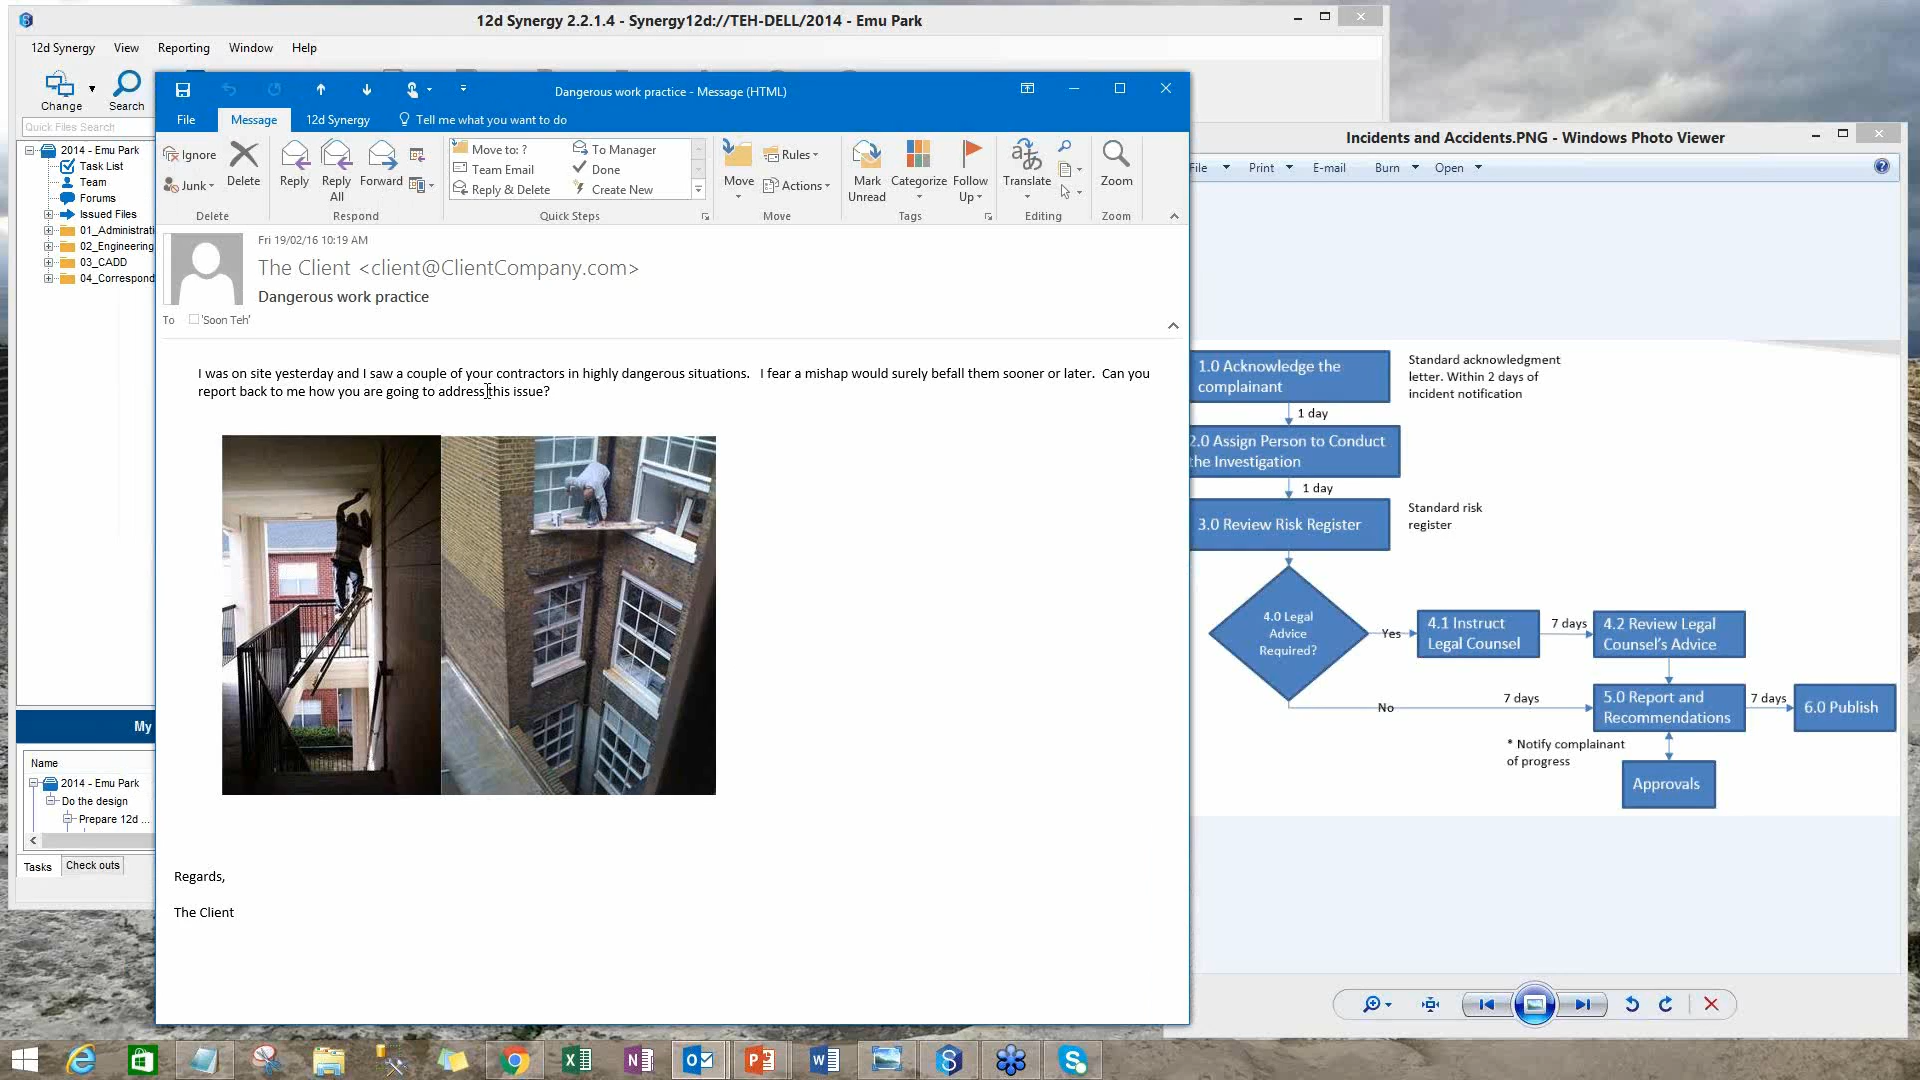 12d Synergy 2.2.1.4 - Synergy12d://TEH-DELL/2014 - Emu Park
12d Synergy View Reporting Window Help
Change
Search
Quick Files Search
2014 - Emu Park
Task List
Team
Forums
Issued Files
01_Administrati
02_Engineering
03_CADD
04_Correspond
My
Name
2014 - Emu Park
Do the design
Prepare 12d ...
Tasks Check outs
Dangerous work practice - Message (HTML)
File Message 12d Synergy Tell me what you want to do
Ignore
Junk
Delete
Delete
Reply
Reply All
Forward
Respond
Move to: ?
Team Email
Reply & Delete
To Manager
Done
Create New
Quick Steps
Move
Rules
Actions
Move
Mark Unread
Categorize
Follow Up
Tags
Translate
Editing
Zoom
Zoom
Fri 19/02/16 10:19 AM
The Client <client@ClientCompany.com>
Dangerous work practice
To 'Soon Teh'
I was on site yesterday and I saw a couple of your contractors in highly dangerous situations. I fear a mishap would surely befall them sooner or later. Can you
report back to me how you are going to address this issue?
Regards,
The Client
Incidents and Accidents.PNG - Windows Photo Viewer
File Print E-mail Burn Open
1.0 Acknowledge the
complainant
Standard acknowledgment
letter. Within 2 days of
incident notification
1 day
2.0 Assign Person to Conduct
the Investigation
1 day
3.0 Review Risk Register
Standard risk
register
4.0 Legal
Advice
Required?
Yes
4.1 Instruct
Legal Counsel
7 days
4.2 Review Legal
Counsel's Advice
No
7 days
5.0 Report and
Recommendations
7 days
6.0 Publish
* Notify complainant
of progress
Approvals